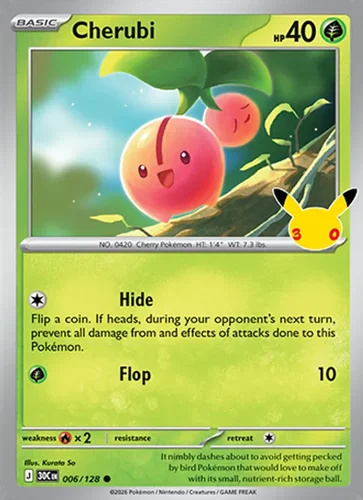 BASIC
Cherubi
HP 40
30
NO. 0420 Cherry Pokémon HT: 1'4" WT: 7.3 lbs.
Hide
Flip a coin. If heads, during your opponent's next turn,
prevent all damage from and effects of attacks done to this
Pokémon.
Flop 10
weakness ×2 resistance retreat
Illus. Kurata So
J 30C EN 006/128
It nimbly dashes about to avoid getting pecked
by bird Pokémon that would love to make off
with its small, nutrient-rich storage ball.
©2026 Pokémon/Nintendo/Creatures/GAME FREAK